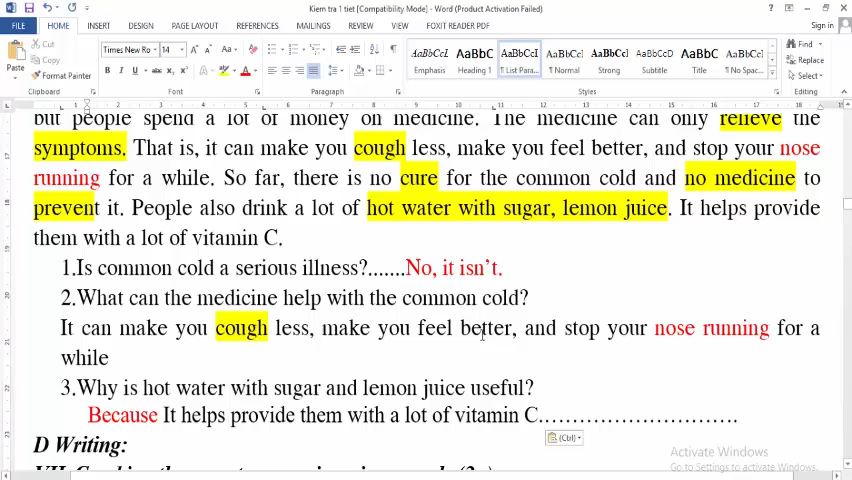 Kiem tra 1 tiet [Compatibility Mode] - Word (Product Activation Failed)
FILE HOME INSERT DESIGN PAGE LAYOUT REFERENCES MAILINGS REVIEW VIEW FOXIT READER PDF Sign in
Paste Cut Copy Format Painter
Times New Ro 14
AaBbCcI AaBbC AaBbCcI AaBbCcI AaBbCcI AaBbCcD AaBbC AaBbCcI
Emphasis Heading 1 ¶ List Para... ¶ Normal Strong Subtitle Title ¶ No Spac...
Find Replace Select
Clipboard Font Paragraph Styles Editing
but people spend a lot of money on medicine. The medicine can only relieve the
symptoms. That is, it can make you cough less, make you feel better, and stop your nose
running for a while. So far, there is no cure for the common cold and no medicine to
prevent it. People also drink a lot of hot water with sugar, lemon juice. It helps provide
them with a lot of vitamin C.
1.Is common cold a serious illness?.......No, it isn't.
2.What can the medicine help with the common cold?
It can make you cough less, make you feel better, and stop your nose running for a
while
3.Why is hot water with sugar and lemon juice useful?
Because It helps provide them with a lot of vitamin C……………………….
(Ctrl)
D Writing:
Activate Windows
Go to Settings to activate Windows.